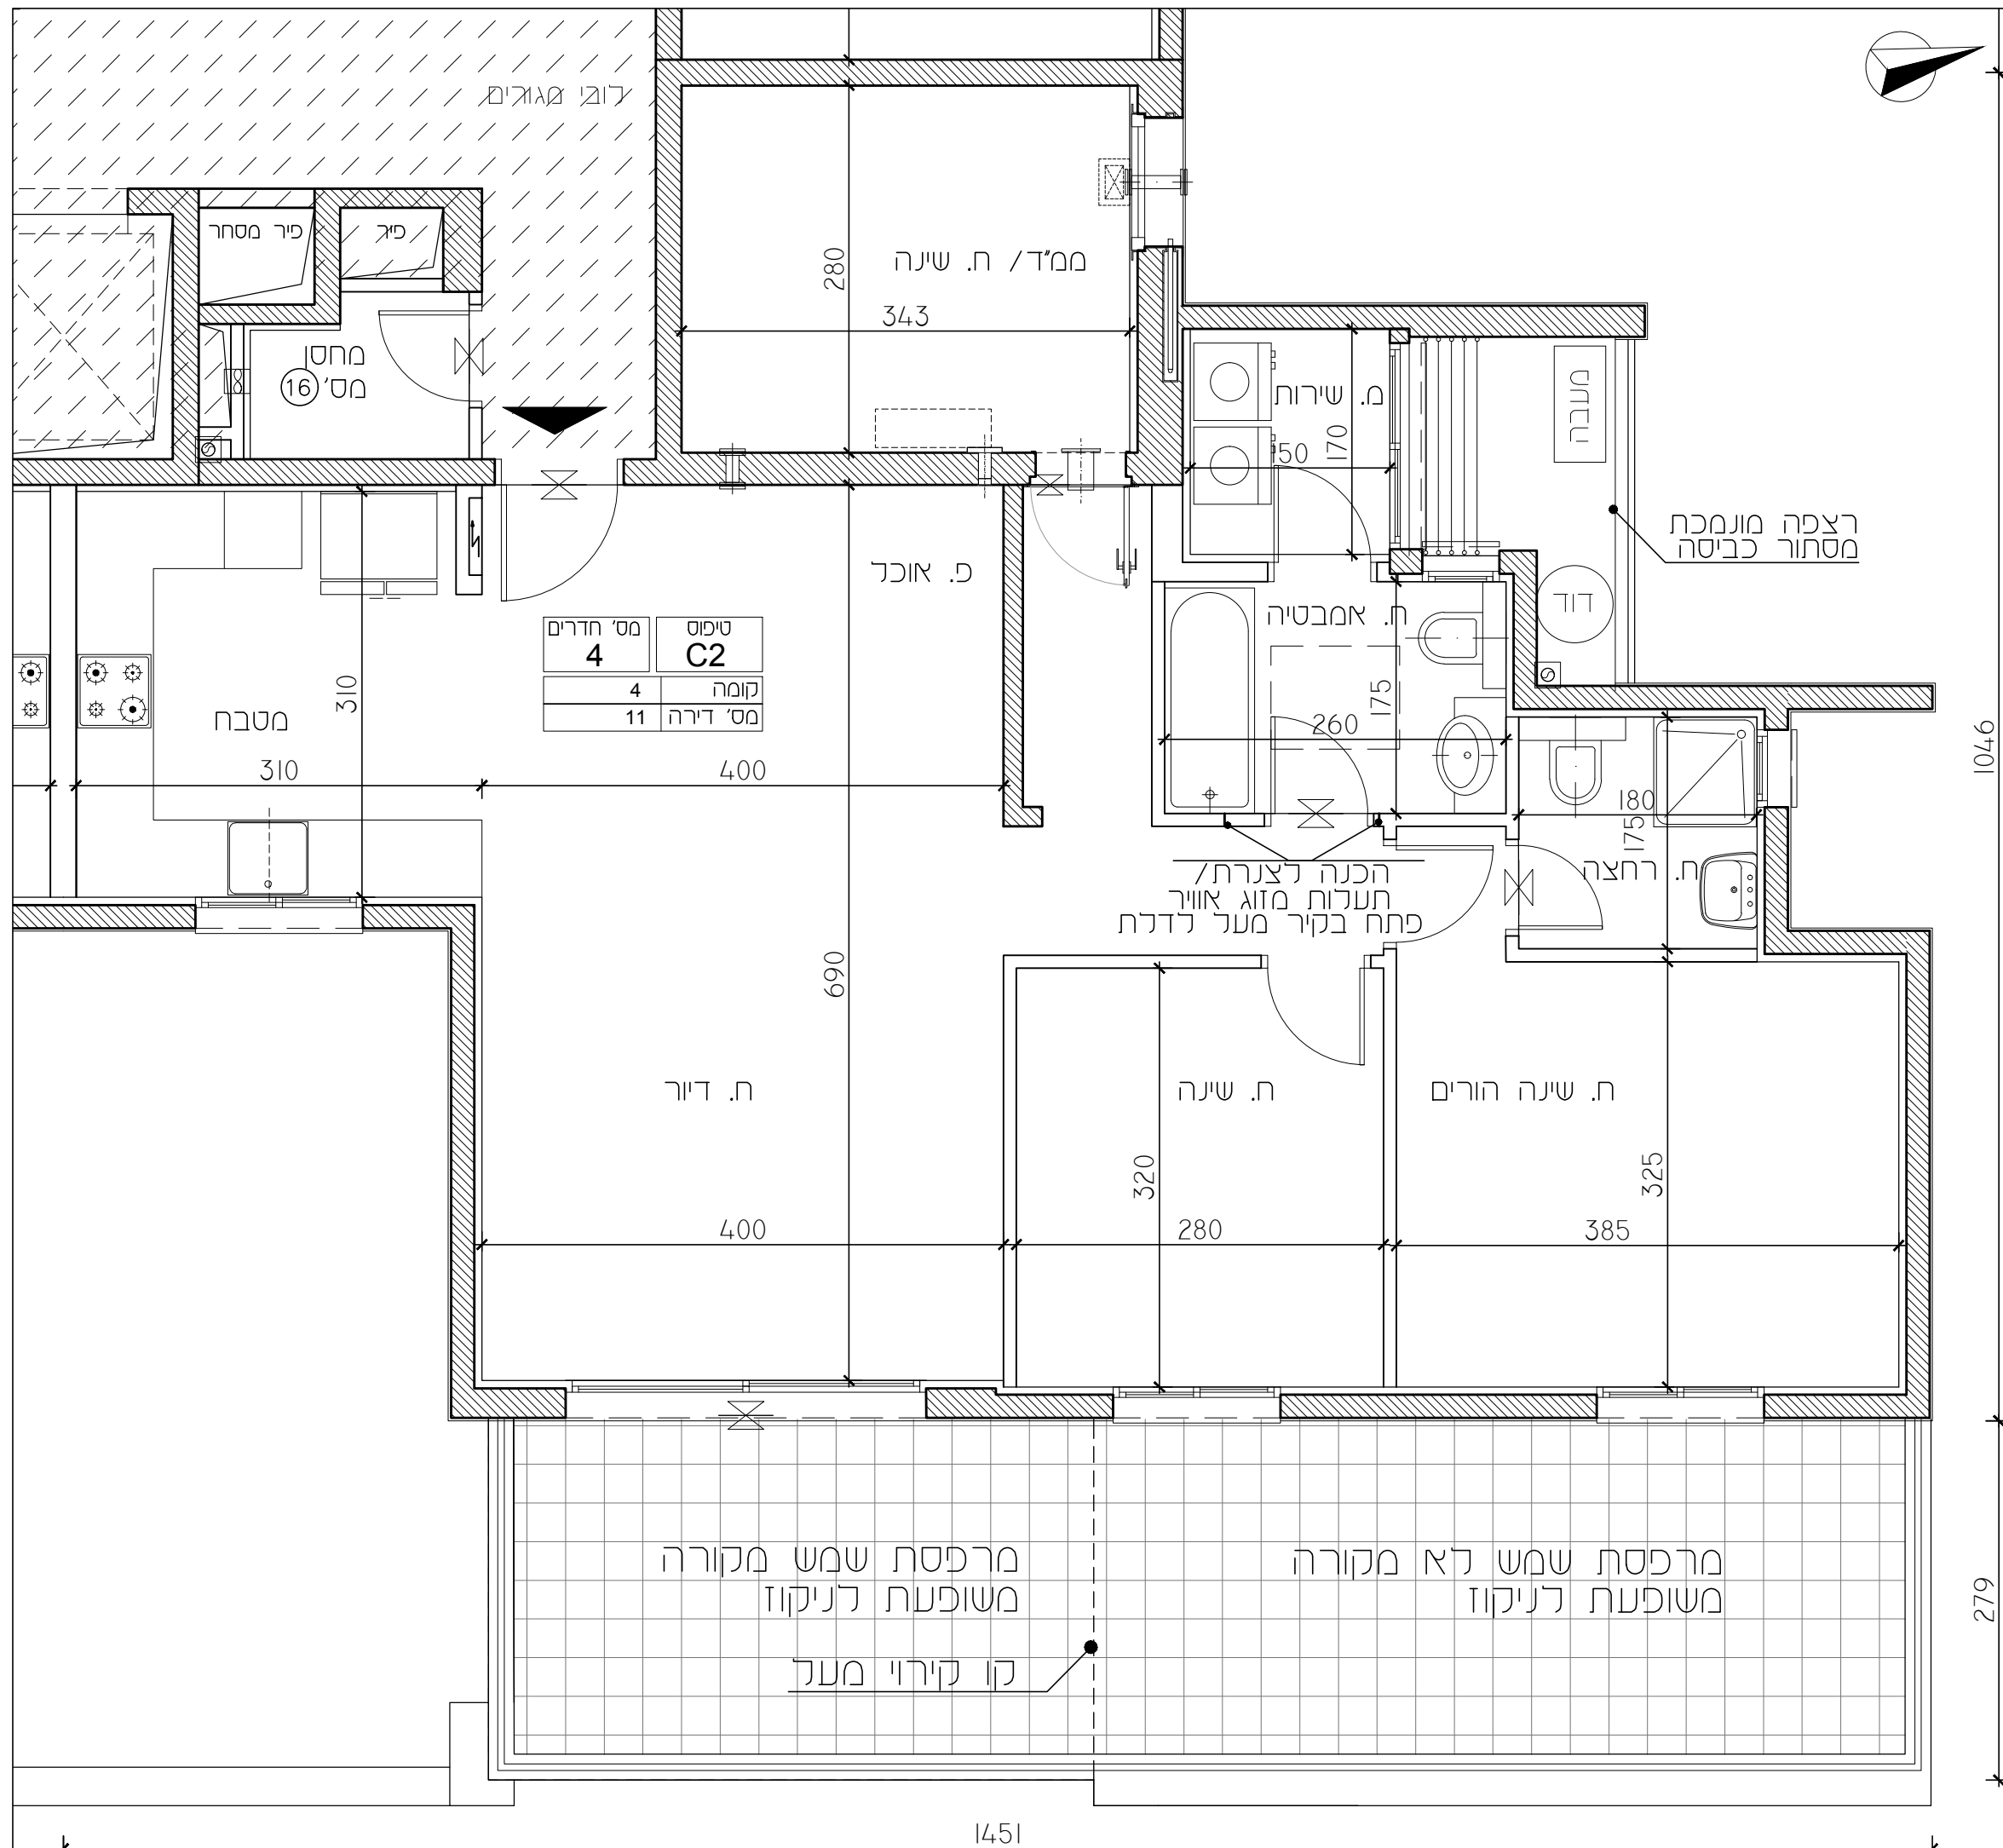 לובי מגורים
פיר מסחר
פיר
מחסן
מס' 16
ממ"ד/ ח. שינה
280
343
מ. שירות
150
170
מעבה
רצפה מונמכת
מסתור כביסה
דוד
פ. אוכל
טיפוס
C2
מס' חדרים
4
קומה 4
מס' דירה 11
מטבח
310
310
400
ח. אמבטיה
175
260
180
175
ח. רחצה
הכנה לצנרת/
תעלות מזוג אוויר
פתח בקיר מעל לדלת
690
ח. דיור
ח. שינה
ח. שינה הורים
320
325
400
280
385
1046
279
מרפסת שמש מקורה
משופעת לניקוז
מרפסת שמש לא מקורה
משופעת לניקוז
קו קירוי מעל
1451